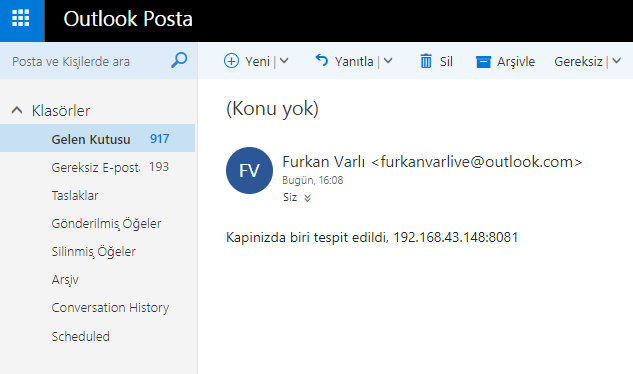 Outlook Posta
Posta ve Kişilerde ara
Yeni | Yanıtla | Sil Arşivle Gereksiz |
Klasörler
Gelen Kutusu 917
Gereksiz E-posta 193
Taslaklar
Gönderilmiş Öğeler
Silinmiş Öğeler
Arşiv
Conversation History
Scheduled
(Konu yok)
FV
Furkan Varlı <furkanvarlive@outlook.com>
Bugün, 16:08
Siz
Kapinizda biri tespit edildi, 192.168.43.148:8081